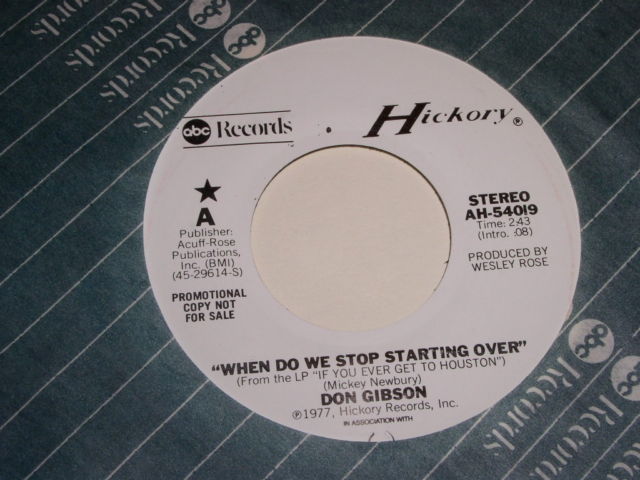 abc Records
abc Records
abc Records
abc Records
Hickory®
★
A
Publisher:
Acuff-Rose
Publications,
Inc. (BMI)
(45-29614-S)
PROMOTIONAL
COPY NOT
FOR SALE
STEREO
AH-54019
Time: 2:43
(Intro. :08)
PRODUCED BY
WESLEY ROSE
"WHEN DO WE STOP STARTING OVER"
(From the LP "IF YOU EVER GET TO HOUSTON")
(Mickey Newbury)
DON GIBSON
℗1977, Hickory Records, Inc.
IN ASSOCIATION WITH
abc Records
abc Records